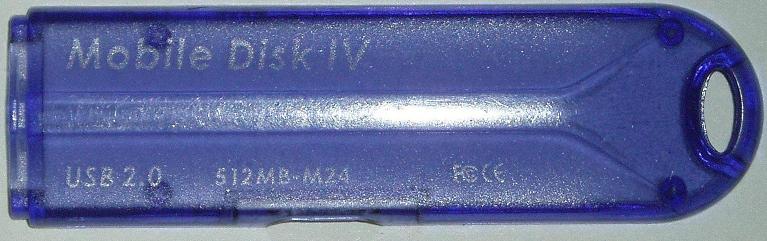 Mobile Disk IV
USB 2.0 512MB-M24 FC CE